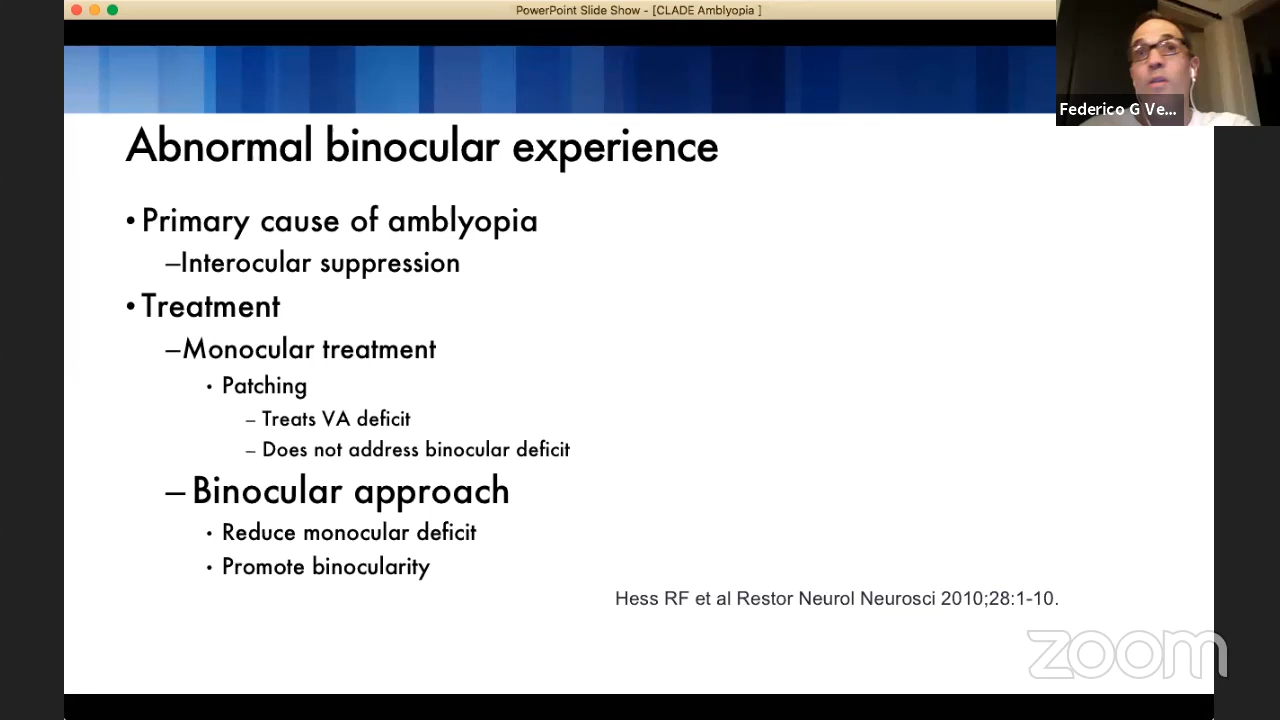 PowerPoint Slide Show - [CLADE Amblyopia ]
Federico G Ve...
Abnormal binocular experience
• Primary cause of amblyopia
–Interocular suppression
• Treatment
–Monocular treatment
• Patching
– Treats VA deficit
– Does not address binocular deficit
– Binocular approach
• Reduce monocular deficit
• Promote binocularity
Hess RF et al Restor Neurol Neurosci 2010;28:1-10.
zoom